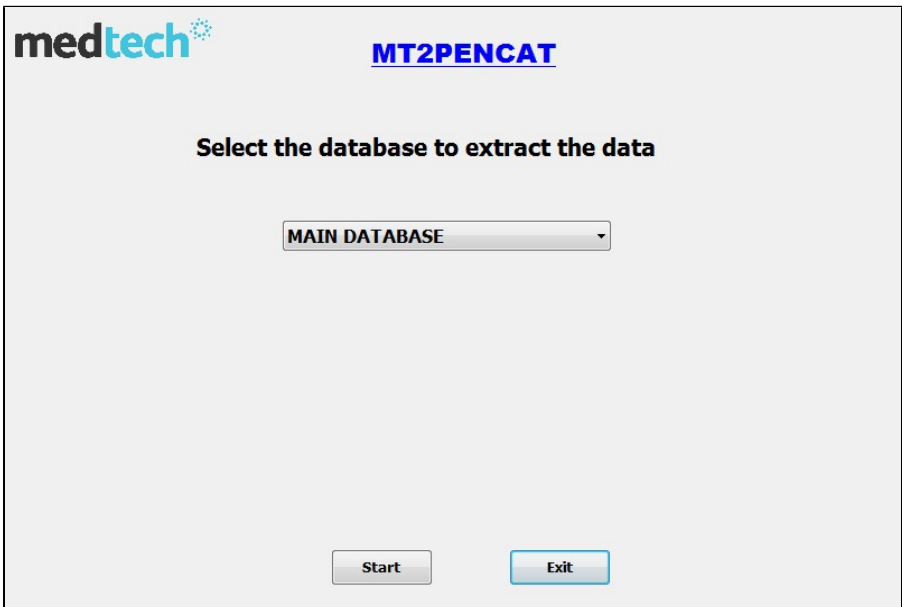 medtech
MT2PENCAT
Select the database to extract the data
MAIN DATABASE
Start Exit